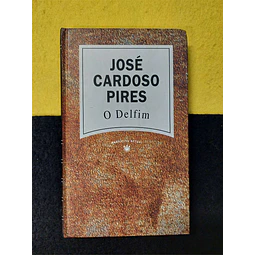 JOSÉ
CARDOSO
PIRES
O Delfim